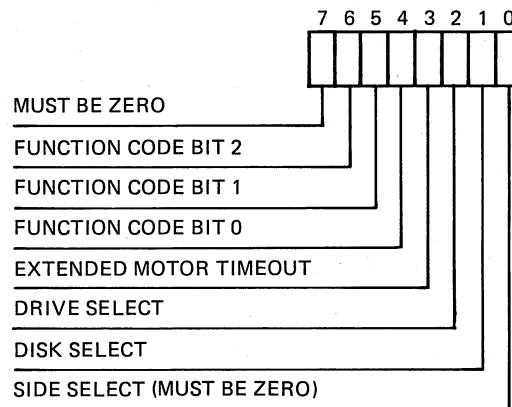 7 6 5 4 3 2 1 0
MUST BE ZERO
FUNCTION CODE BIT 2
FUNCTION CODE BIT 1
FUNCTION CODE BIT 0
EXTENDED MOTOR TIMEOUT
DRIVE SELECT
DISK SELECT
SIDE SELECT (MUST BE ZERO)